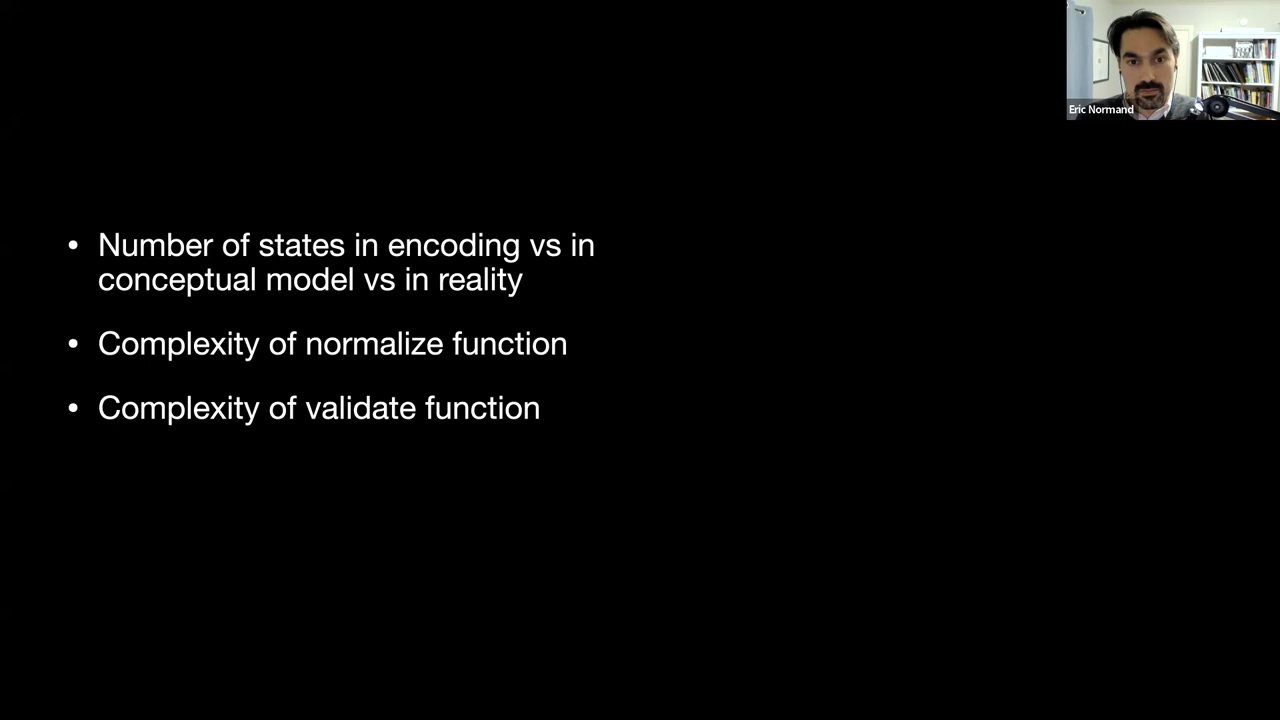 Eric Normand
• Number of states in encoding vs in
conceptual model vs in reality
• Complexity of normalize function
• Complexity of validate function